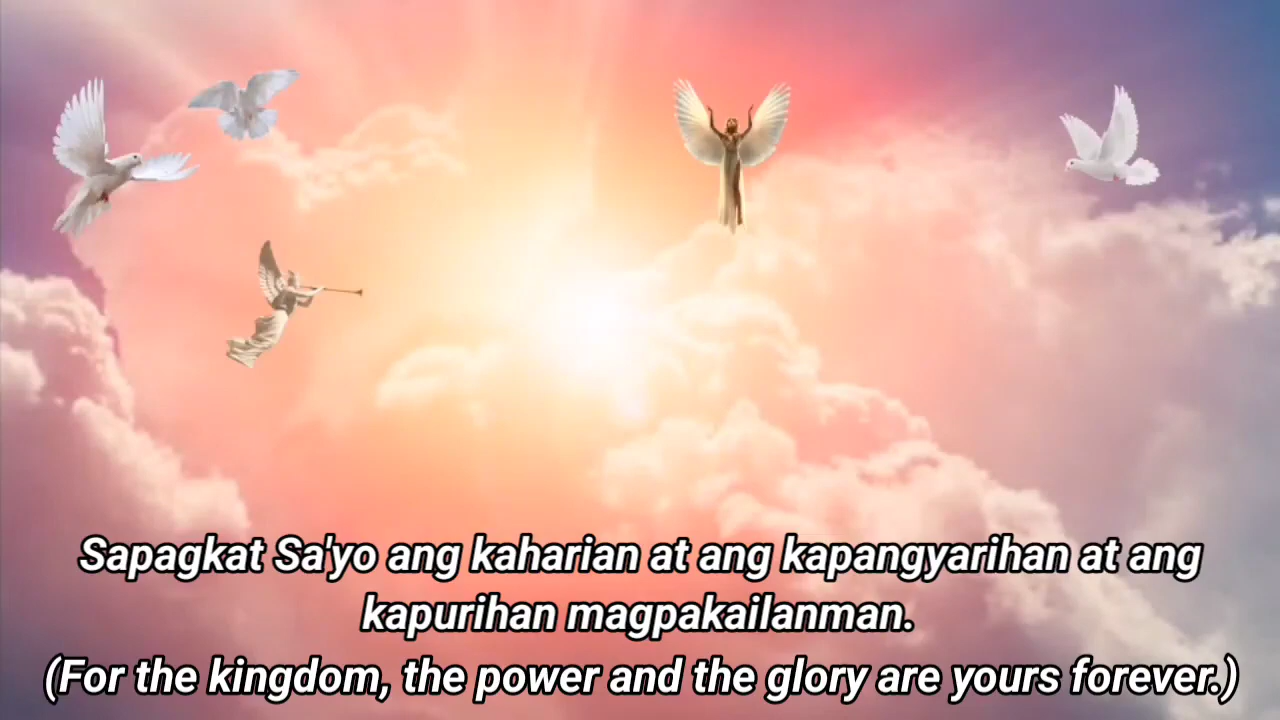 Sapagkat Sa'yo ang kaharian at ang kapangyarihan at ang
kapurihan magpakailanman.
(For the kingdom, the power and the glory are yours forever.)